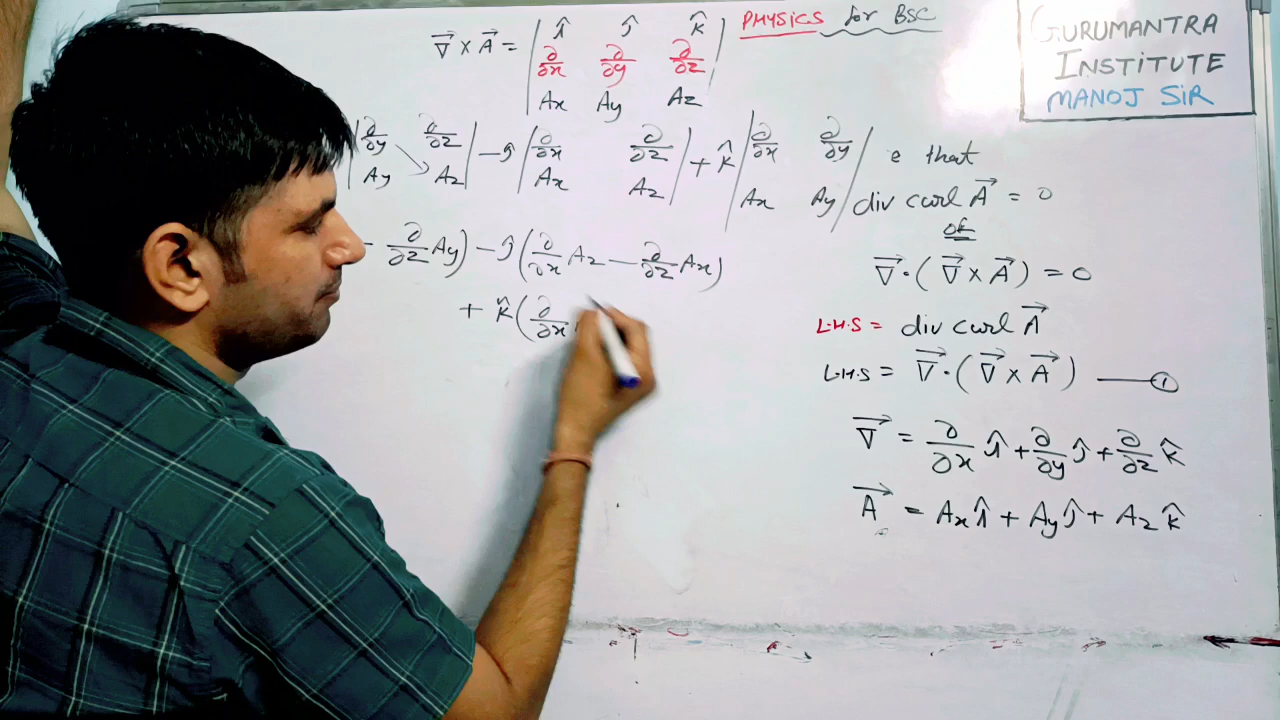 PHYSICS for BSC
GURUMANTRA
INSTITUTE
MANOJ SIR
∇⃗ × A⃗ = | î ĵ k̂ |
| ∂/∂x ∂/∂y ∂/∂z |
| Ax Ay Az |
| ∂/∂y ∂/∂z | − ĵ | ∂/∂x ∂/∂z | + k̂ | ∂/∂x ∂/∂y |
| Ay Az | | Ax Az | | Ax Ay |
− ∂/∂z Ay) − ĵ (∂/∂x Az − ∂/∂z Ax)
+ k̂ (∂/∂x
e that
div curl A⃗ = 0
or
∇⃗ · (∇⃗ × A⃗) = 0
L.H.S = div curl A⃗
L.H.S = ∇⃗ · (∇⃗ × A⃗) —— ①
∇⃗ = ∂/∂x î + ∂/∂y ĵ + ∂/∂z k̂
A⃗ = Ax î + Ay ĵ + Az k̂